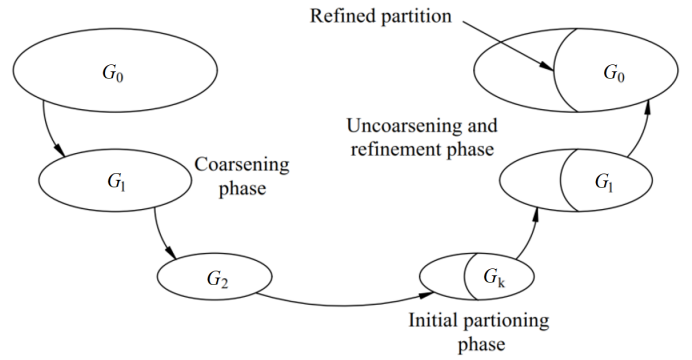 Refined partition
G₀
G₀
Uncoarsening and
refinement phase
G₁
Coarsening
phase
G₁
G₂
Gₖ
Initial partioning
phase